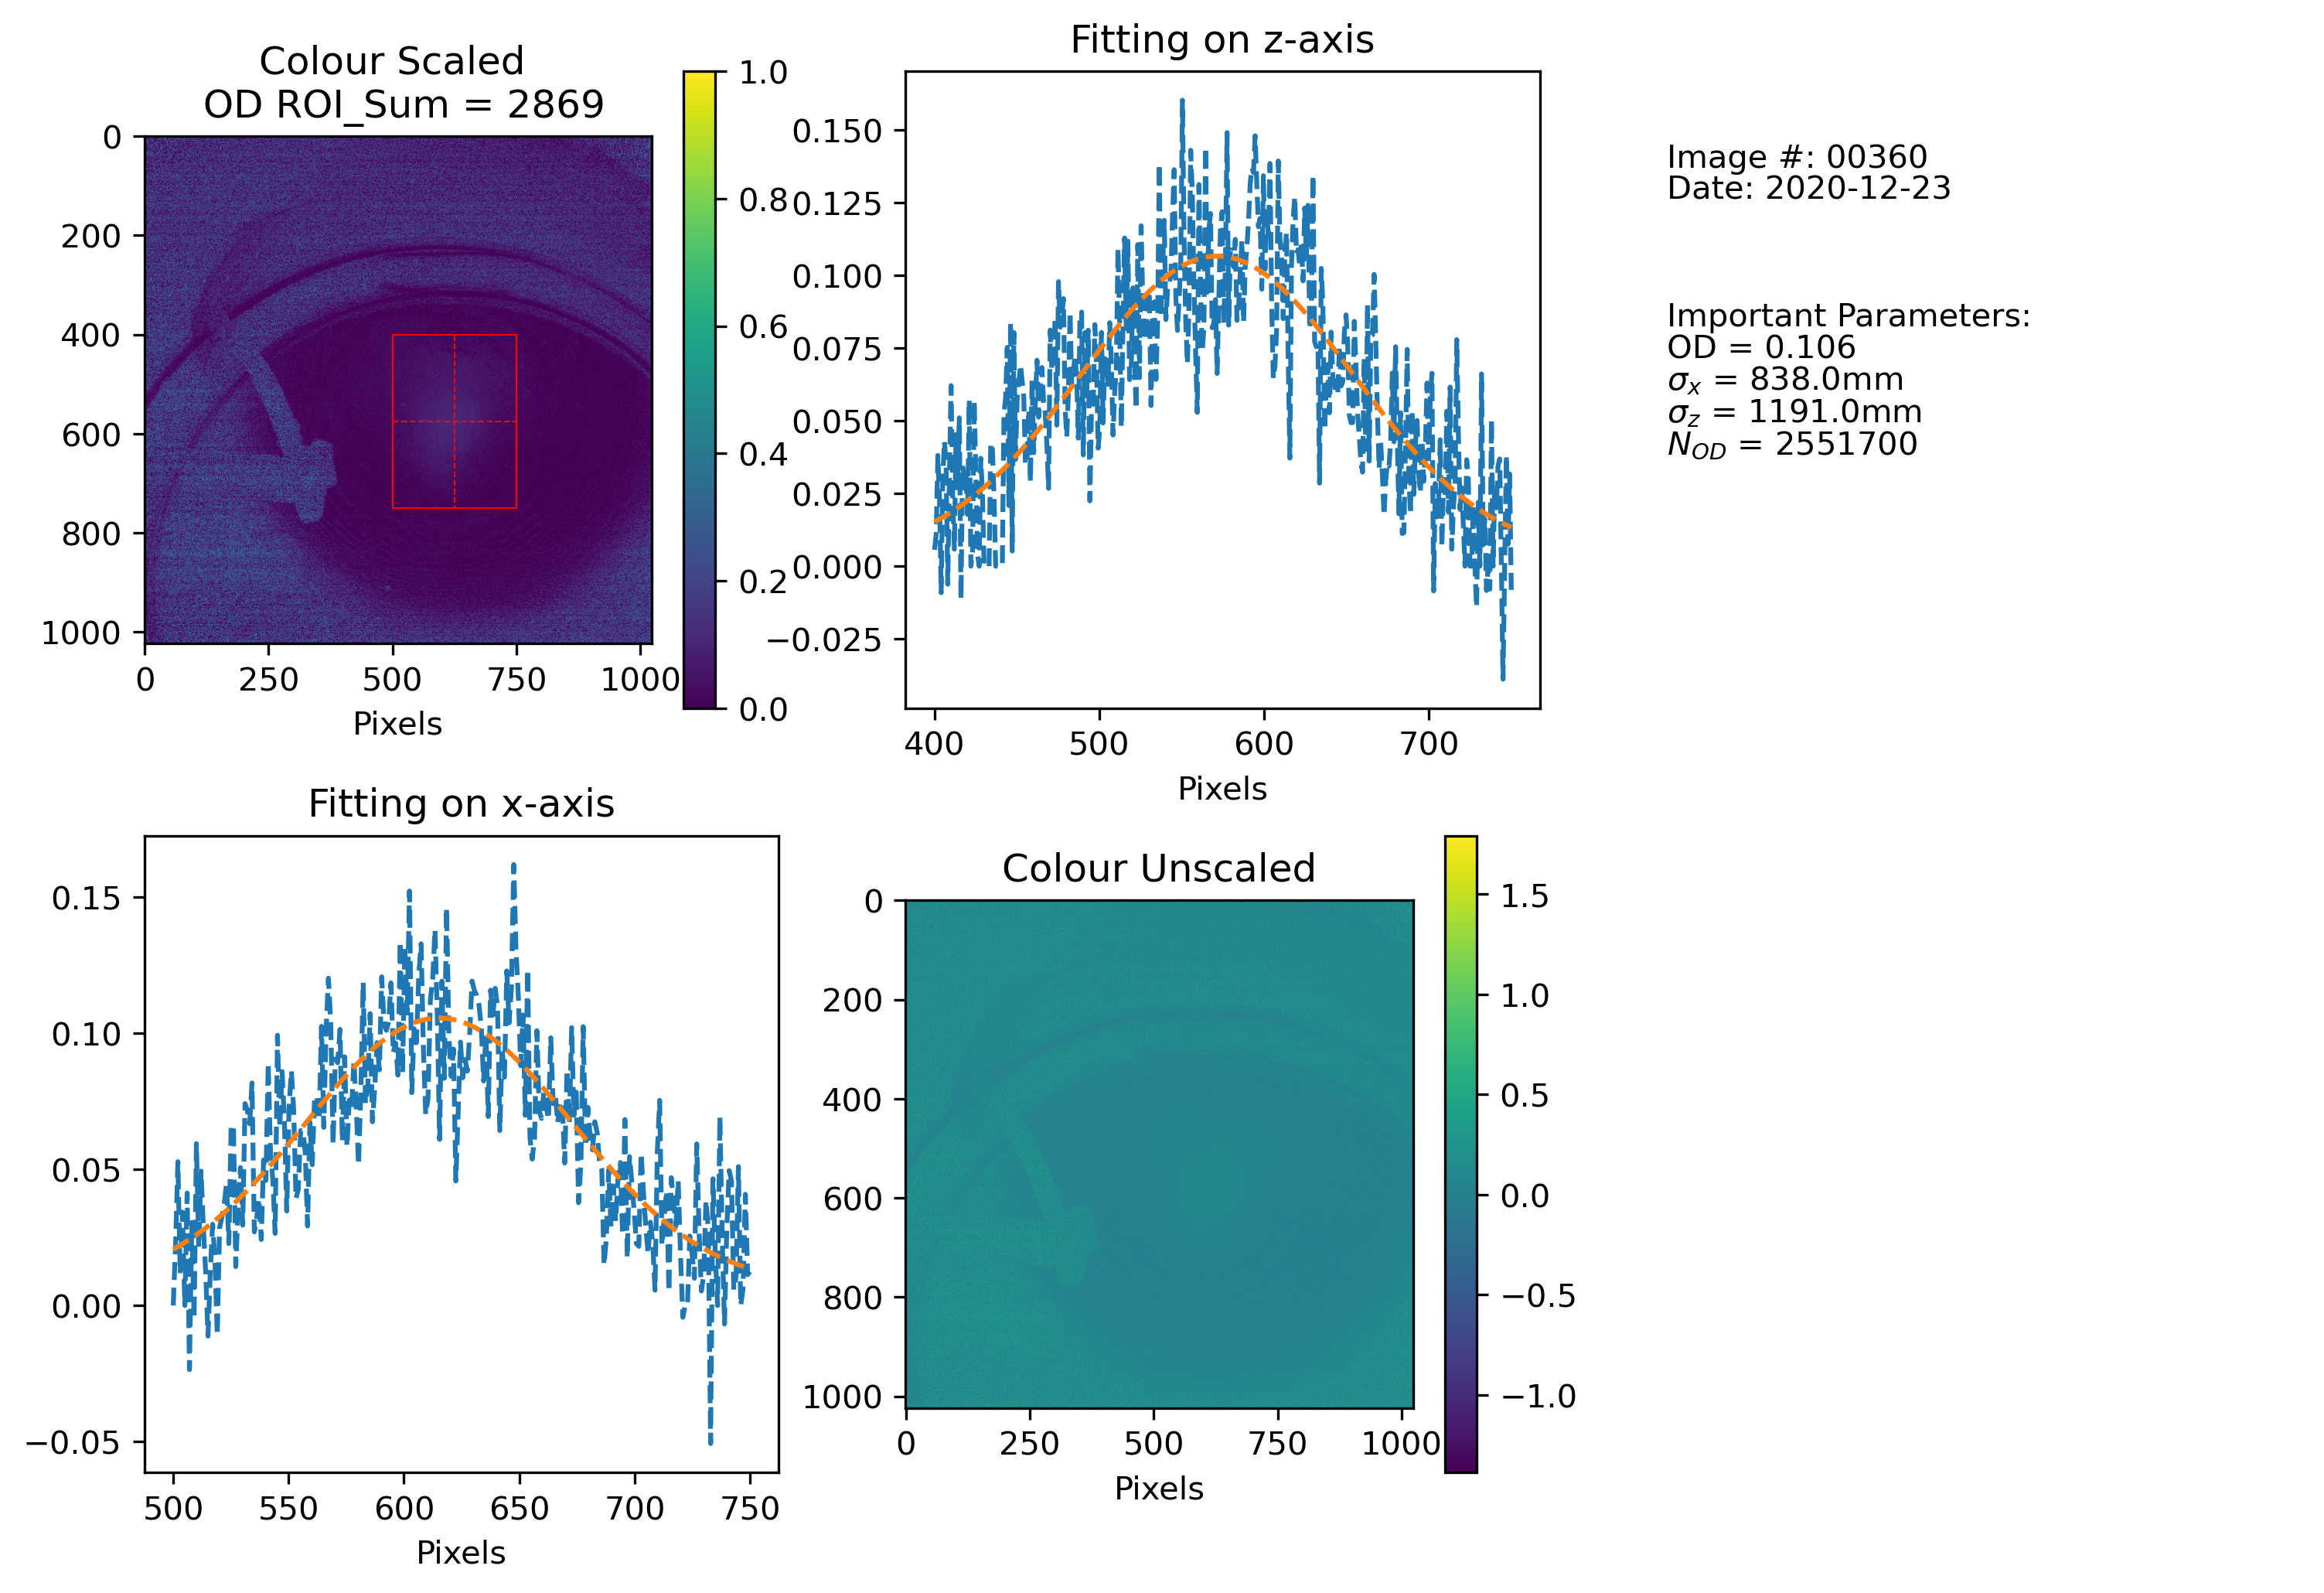 Colour Scaled
OD ROI_Sum = 2869
0
200
400
600
800
1000
0 250 500 750 1000
Pixels
1.0
0.8
0.6
0.4
0.2
0.0
Fitting on z-axis
0.150
0.125
0.100
0.075
0.050
0.025
0.000
−0.025
400 500 600 700
Pixels
Image #: 00360
Date: 2020-12-23
Important Parameters:
OD = 0.106
σx = 838.0mm
σz = 1191.0mm
NOD = 2551700
Fitting on x-axis
0.15
0.10
0.05
0.00
−0.05
500 550 600 650 700 750
Pixels
Colour Unscaled
0
200
400
600
800
1000
0 250 500 750 1000
Pixels
1.5
1.0
0.5
0.0
−0.5
−1.0